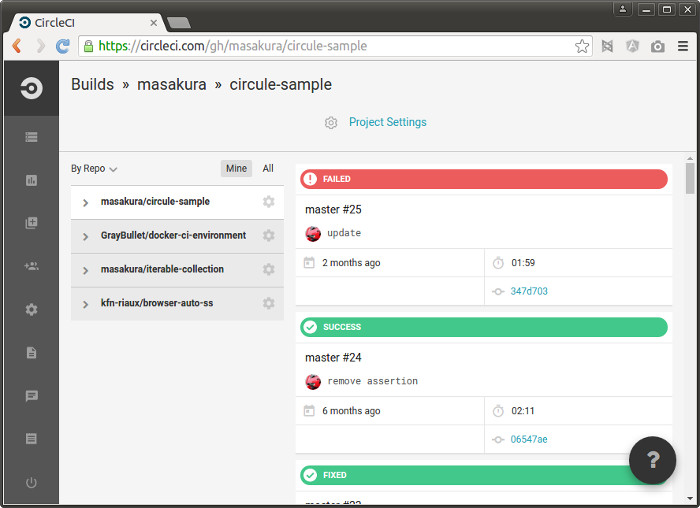 CircleCI
https://circleci.com/gh/masakura/circule-sample
Builds » masakura » circule-sample
Project Settings
By Repo
Mine All
masakura/circule-sample
GrayBullet/docker-ci-environment
masakura/iterable-collection
kfn-riaux/browser-auto-ss
FAILED
master #25
update
2 months ago
01:59
347d703
SUCCESS
master #24
remove assertion
6 months ago
02:11
06547ae
?
FIXED